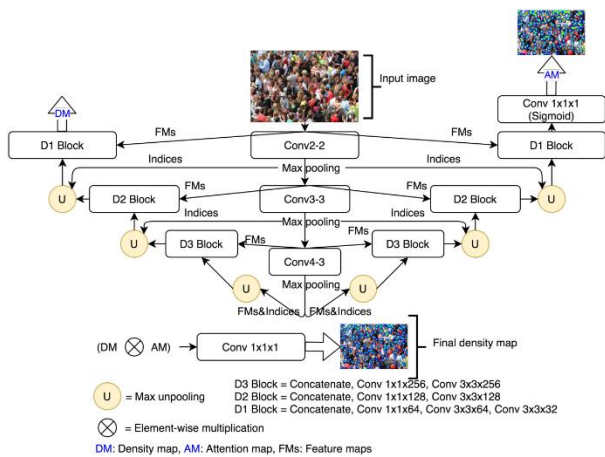 Input image
AM
Conv 1x1x1
(Sigmoid)
DM
D1 Block
FMs
Conv2-2
FMs
D1 Block
Indices
Max pooling
Indices
U
D2 Block
FMs
Conv3-3
FMs
D2 Block
U
Indices
Max pooling
Indices
U
D3 Block
FMs
Conv4-3
FMs
D3 Block
U
Max pooling
U
U
FMs&Indices
FMs&Indices
(DM
AM)
Conv 1x1x1
Final density map
D3 Block = Concatenate, Conv 1x1x256, Conv 3x3x256
U
= Max unpooling
D2 Block = Concatenate, Conv 1x1x128, Conv 3x3x128
D1 Block = Concatenate, Conv 1x1x64, Conv 3x3x64, Conv 3x3x32
= Element-wise multiplication
DM: Density map, AM: Attention map, FMs: Feature maps